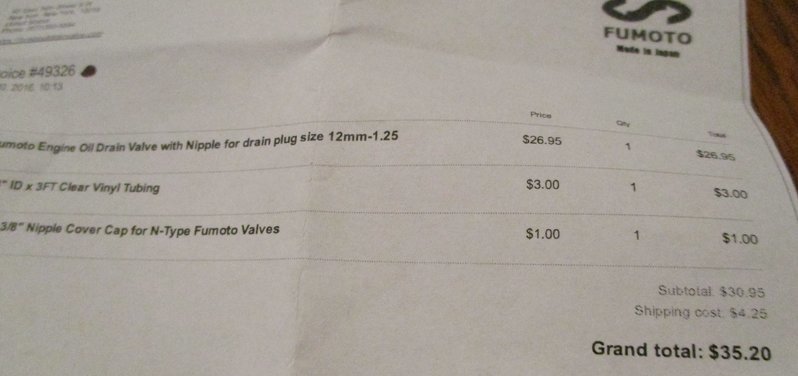 FUMOTO
Made in Japan
oice #49326
2016 10:13
Price Qty Total
umoto Engine Oil Drain Valve with Nipple for drain plug size 12mm-1.25 $26.95 1 $26.95
" ID x 3FT Clear Vinyl Tubing $3.00 1 $3.00
3/8" Nipple Cover Cap for N-Type Fumoto Valves $1.00 1 $1.00
Subtotal: $30.95
Shipping cost: $4.25
Grand total: $35.20